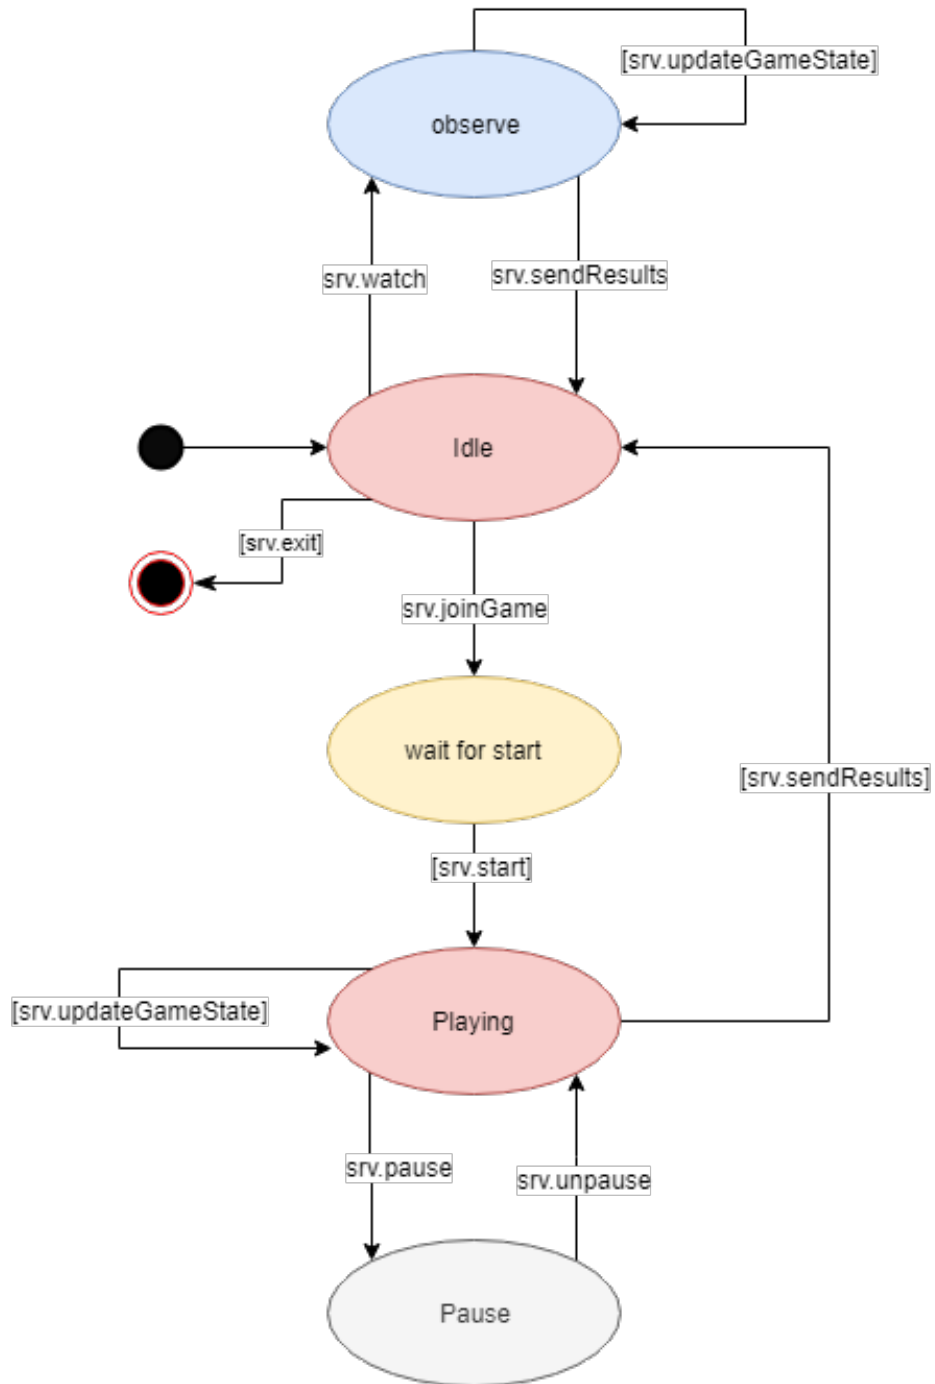 [srv.updateGameState]
observe
srv.watch
srv.sendResults
Idle
[srv.exit]
srv.joinGame
wait for start
[srv.sendResults]
[srv.start]
[srv.updateGameState]
Playing
srv.pause
srv.unpause
Pause